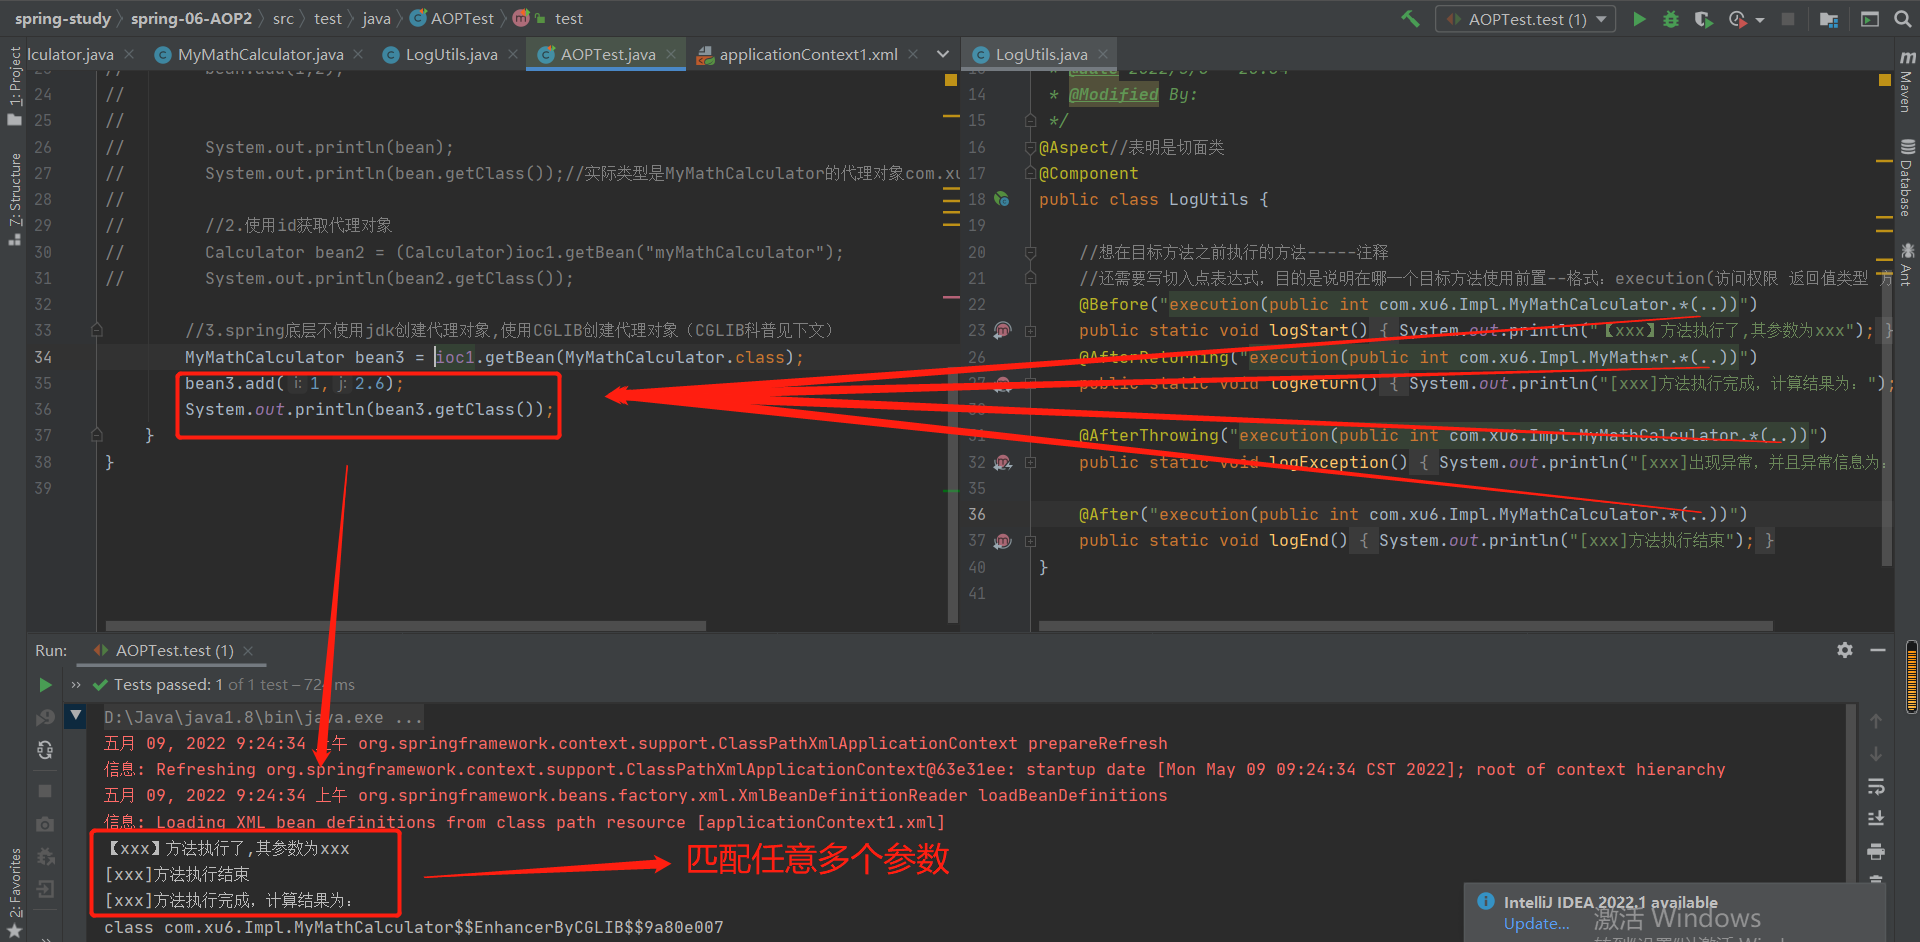 spring-study spring-06-AOP2 src test java AOPTest test
AOPTest.test (1)
lculator.java MyMathCalculator.java LogUtils.java AOPTest.java applicationContext1.xml
LogUtils.java
1: Project
7: Structure
2: Favorites
Maven
Database
Ant
24 //
25 //
26 // System.out.println(bean);
27 // System.out.println(bean.getClass());//实际类型是MyMathCalculator的代理对象com.xu
28 //
29 // //2.使用id获取代理对象
30 // Calculator bean2 = (Calculator)ioc1.getBean("myMathCalculator");
31 // System.out.println(bean2.getClass());
32
33 //3.spring底层不使用jdk创建代理对象,使用CGLIB创建代理对象（CGLIB科普见下文）
34 MyMathCalculator bean3 = ioc1.getBean(MyMathCalculator.class);
35 bean3.add( i: 1, j: 2.6);
36 System.out.println(bean3.getClass());
37 }
38 }
39
14 * @Modified By:
15 */
16 @Aspect//表明是切面类
17 @Component
18 public class LogUtils {
19
20 //想在目标方法之前执行的方法-----注释
21 //还需要写切入点表达式，目的是说明在哪一个目标方法使用前置--格式：execution(访问权限 返回值类型 方
22 @Before("execution(public int com.xu6.Impl.MyMathCalculator.*(..))")
23 public static void logStart() { System.out.println("【xxx】方法执行了,其参数为xxx"); }
26 @AfterReturning("execution(public int com.xu6.Impl.MyMath*r.*(..))")
27 public static void logReturn() { System.out.println("[xxx]方法执行完成，计算结果为：");
30
31 @AfterThrowing("execution(public int com.xu6.Impl.MyMathCalculator.*(..))")
32 public static void logException() { System.out.println("[xxx]出现异常，并且异常信息为：
35
36 @After("execution(public int com.xu6.Impl.MyMathCalculator.*(..))")
37 public static void logEnd() { System.out.println("[xxx]方法执行结束"); }
40 }
41
Run: AOPTest.test (1)
Tests passed: 1 of 1 test – 72 ms
D:\Java\java1.8\bin\java.exe ...
五月 09, 2022 9:24:34 上午 org.springframework.context.support.ClassPathXmlApplicationContext prepareRefresh
信息: Refreshing org.springframework.context.support.ClassPathXmlApplicationContext@63e31ee: startup date [Mon May 09 09:24:34 CST 2022]; root of context hierarchy
五月 09, 2022 9:24:34 上午 org.springframework.beans.factory.xml.XmlBeanDefinitionReader loadBeanDefinitions
信息: Loading XML bean definitions from class path resource [applicationContext1.xml]
【xxx】方法执行了,其参数为xxx
[xxx]方法执行结束
[xxx]方法执行完成，计算结果为：
class com.xu6.Impl.MyMathCalculator$$EnhancerByCGLIB$$9a80e007
匹配任意多个参数
IntelliJ IDEA 2022.1 available
Update...
激活 Windows